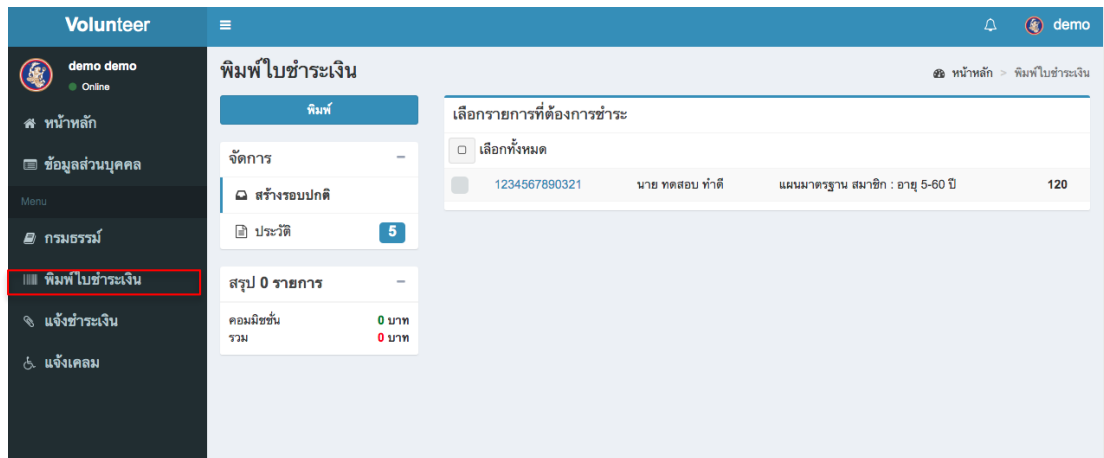 Volunteer
demo
demo demo
Online
หน้าหลัก
ข้อมูลส่วนบุคคล
Menu
กรมธรรม์
พิมพ์ใบชำระเงิน
แจ้งชำระเงิน
แจ้งเคลม
พิมพ์ใบชำระเงิน
หน้าหลัก > พิมพ์ใบชำระเงิน
พิมพ์
จัดการ
สร้างรอบปกติ
ประวัติ 5
สรุป 0 รายการ
คอมมิชชั่น 0 บาท
รวม 0 บาท
เลือกรายการที่ต้องการชำระ
เลือกทั้งหมด
1234567890321 นาย ทดสอบ ทำดี แผนมาตรฐาน สมาชิก : อายุ 5-60 ปี 120